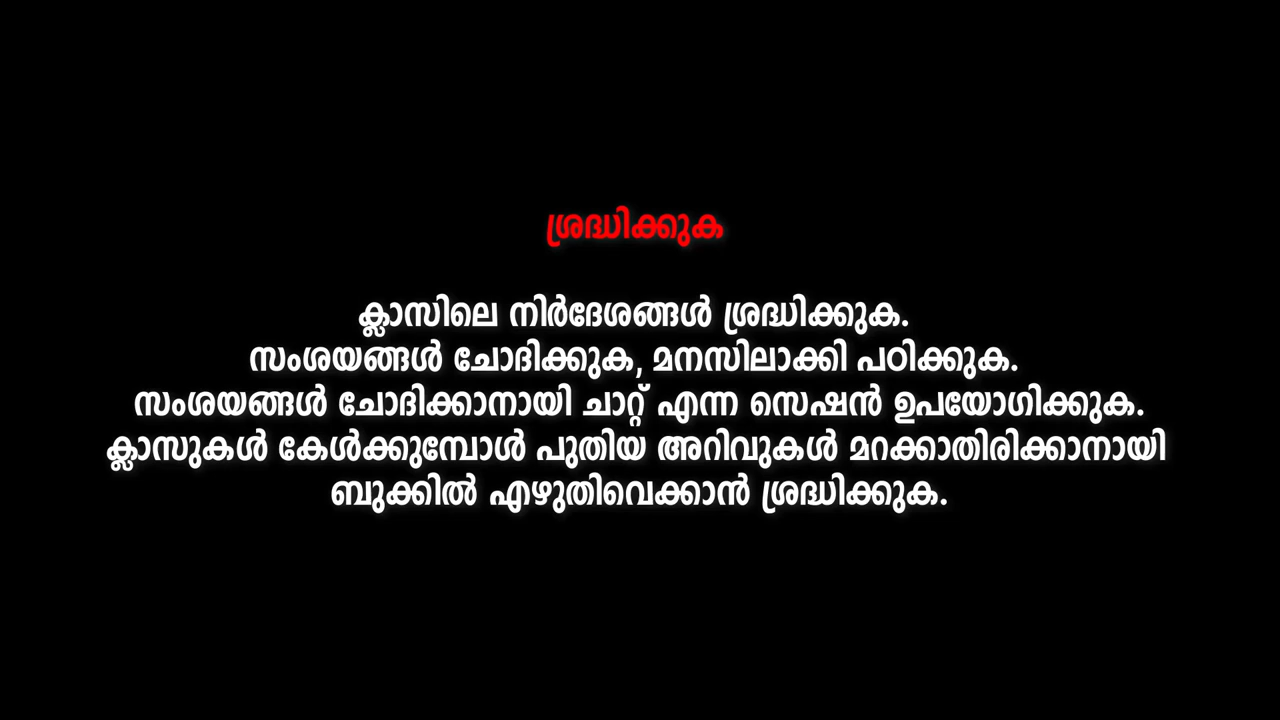 ശ്രദ്ധിക്കുക
ക്ലാസിലെ നിർദേശങ്ങൾ ശ്രദ്ധിക്കുക.
സംശയങ്ങൾ ചോദിക്കുക, മനസിലാക്കി പഠിക്കുക.
സംശയങ്ങൾ ചോദിക്കാനായി ചാറ്റ് എന്ന സെഷൻ ഉപയോഗിക്കുക.
ക്ലാസുകൾ കേൾക്കുമ്പോൾ പുതിയ അറിവുകൾ മറക്കാതിരിക്കാനായി
ബുക്കിൽ എഴുതിവെക്കാൻ ശ്രദ്ധിക്കുക.